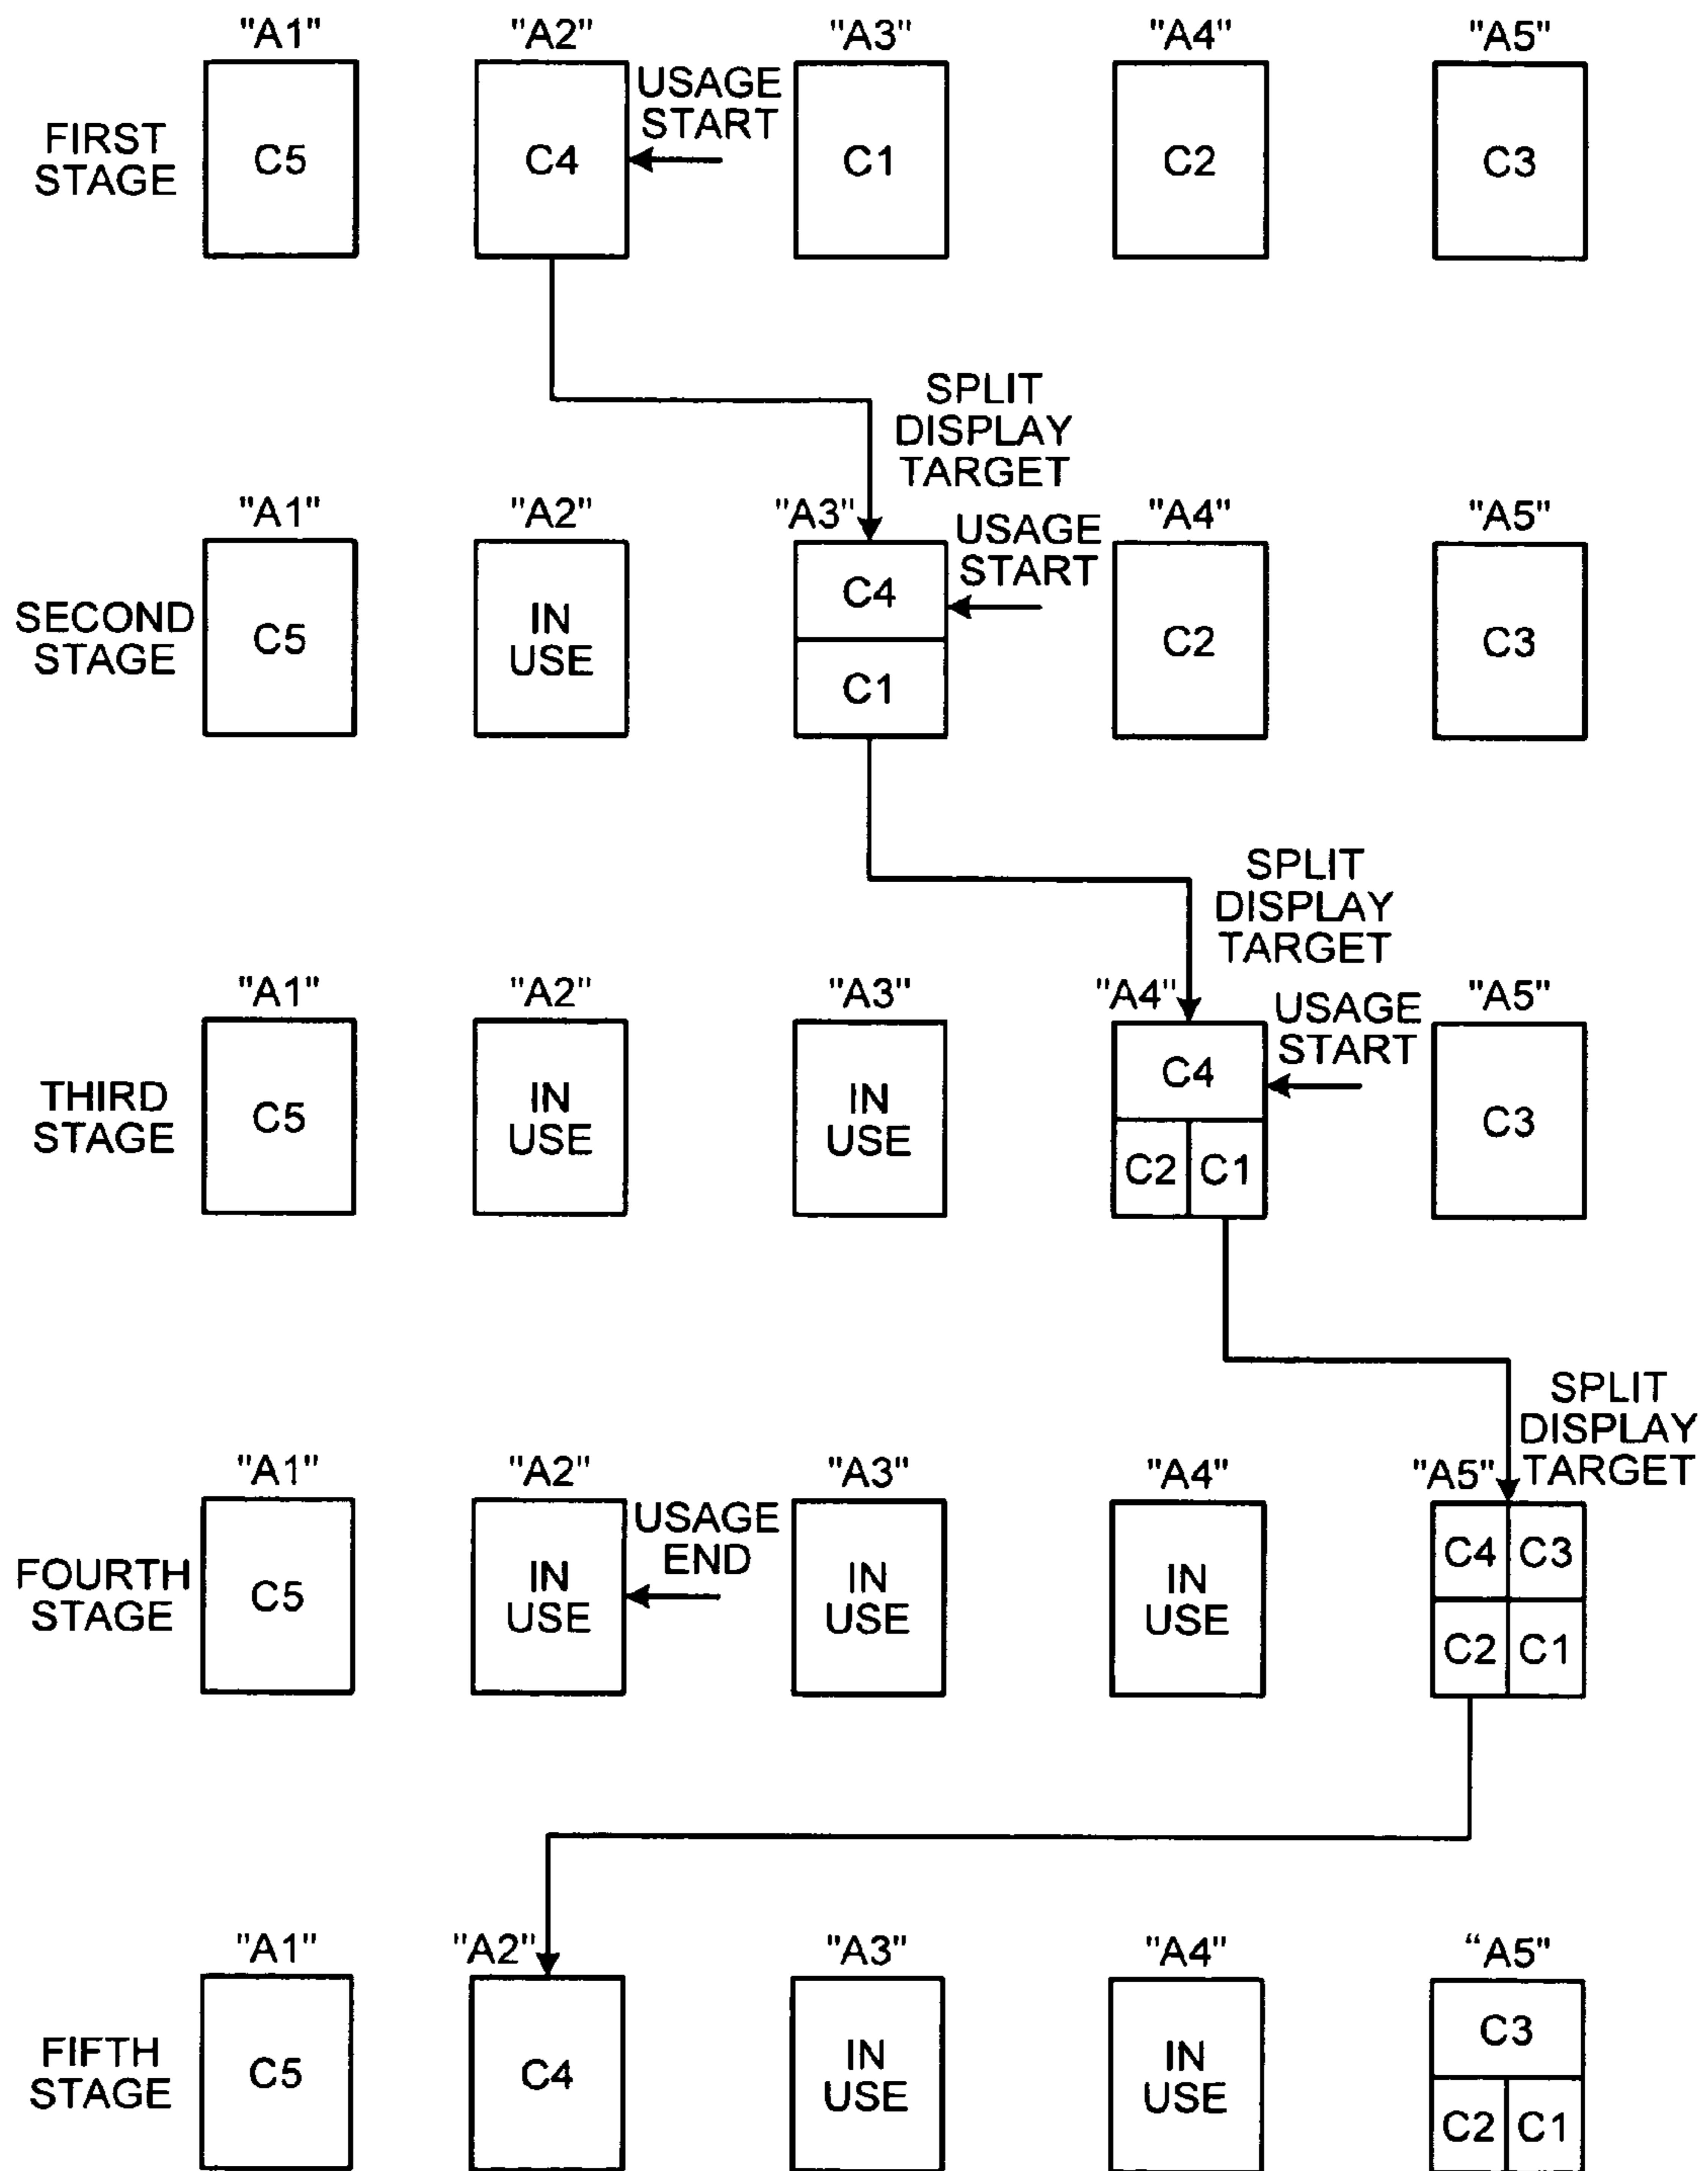 "A1" "A2" "A3" "A4" "A5"
USAGE
START
FIRST
STAGE
C5 C4 C1 C2 C3
SPLIT
DISPLAY
TARGET
"A1" "A2" "A3" "A4" "A5"
USAGE
START
SECOND
STAGE
C5
IN
USE
C4
C1
C2
C3
SPLIT
DISPLAY
TARGET
"A1" "A2" "A3" "A4" "A5"
USAGE
START
THIRD
STAGE
C5
IN
USE
IN
USE
C4
C2 C1
C3
SPLIT
DISPLAY
TARGET
"A1" "A2" "A3" "A4" "A5"
USAGE
END
FOURTH
STAGE
C5
IN
USE
IN
USE
IN
USE
C4 C3
C2 C1
"A1" "A2" "A3" "A4" “A5"
FIFTH
STAGE
C5
C4
IN
USE
IN
USE
C3
C2 C1